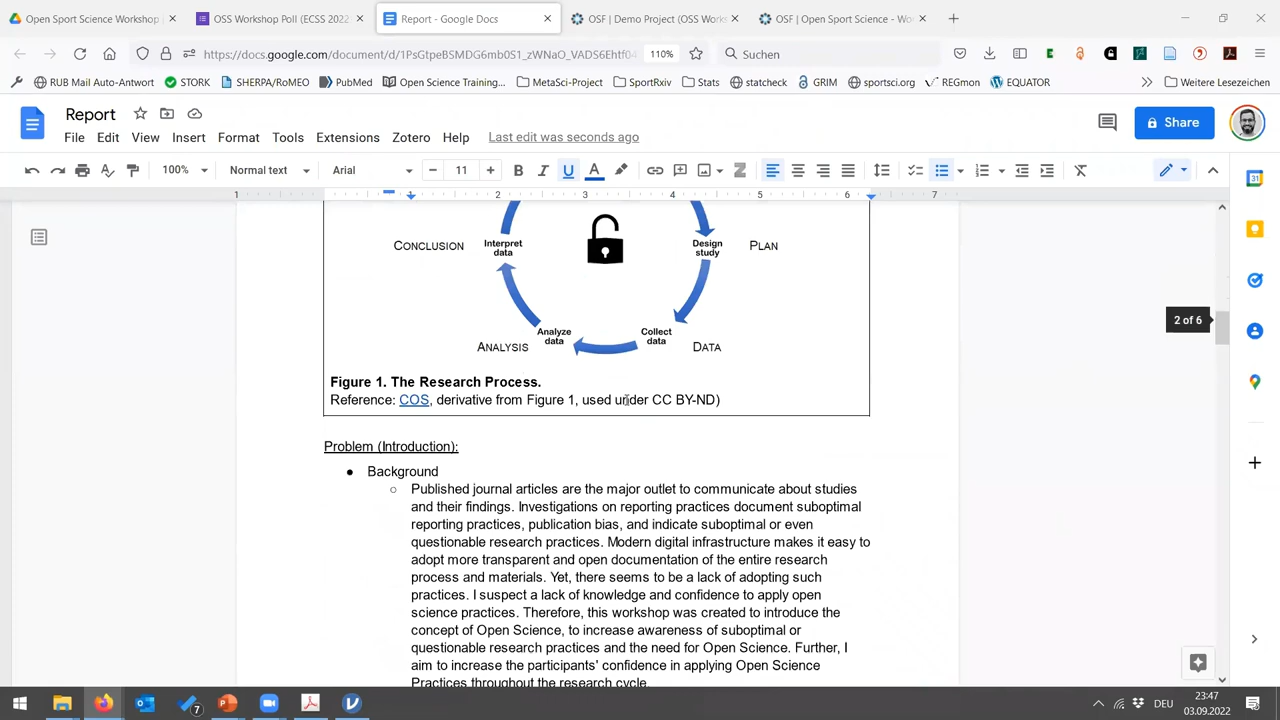 Open Sport Science Workshop
OSS Workshop Poll (ECSS 2022
Report - Google Docs
OSF | Demo Project (OSS Works
OSF | Open Sport Science - Wo
https://docs.google.com/document/d/1PsGtpeBSMDG6mb0S1_zWNaO_VADS6Ehtf04
110%
Suchen
RUB Mail Auto-Antwort
STORK
SHERPA/RoMEO
PubMed
Open Science Training...
MetaSci-Project
SportRxiv
Stats
statcheck
GRIM
sportsci.org
REGmon
EQUATOR
Weitere Lesezeichen
Report
File Edit View Insert Format Tools Extensions Zotero Help
Last edit was seconds ago
Share
100% Normal text Arial 11 B I U A
1 1 2 3 4 5 6 7
31
CONCLUSION
Interpret
data
Design
study
PLAN
2 of 6
Analyze
data
Collect
data
ANALYSIS
DATA
Figure 1. The Research Process.
Reference: COS, derivative from Figure 1, used under CC BY-ND)
Problem (Introduction):
● Background
○ Published journal articles are the major outlet to communicate about studies
and their findings. Investigations on reporting practices document suboptimal
reporting practices, publication bias, and indicate suboptimal or even
questionable research practices. Modern digital infrastructure makes it easy to
adopt more transparent and open documentation of the entire research
process and materials. Yet, there seems to be a lack of adopting such
practices. I suspect a lack of knowledge and confidence to apply open
science practices. Therefore, this workshop was created to introduce the
concept of Open Science, to increase awareness of suboptimal or
questionable research practices and the need for Open Science. Further, I
aim to increase the participants' confidence in applying Open Science
Practices throughout the research cycle.
7
DEU
23:47
03.09.2022